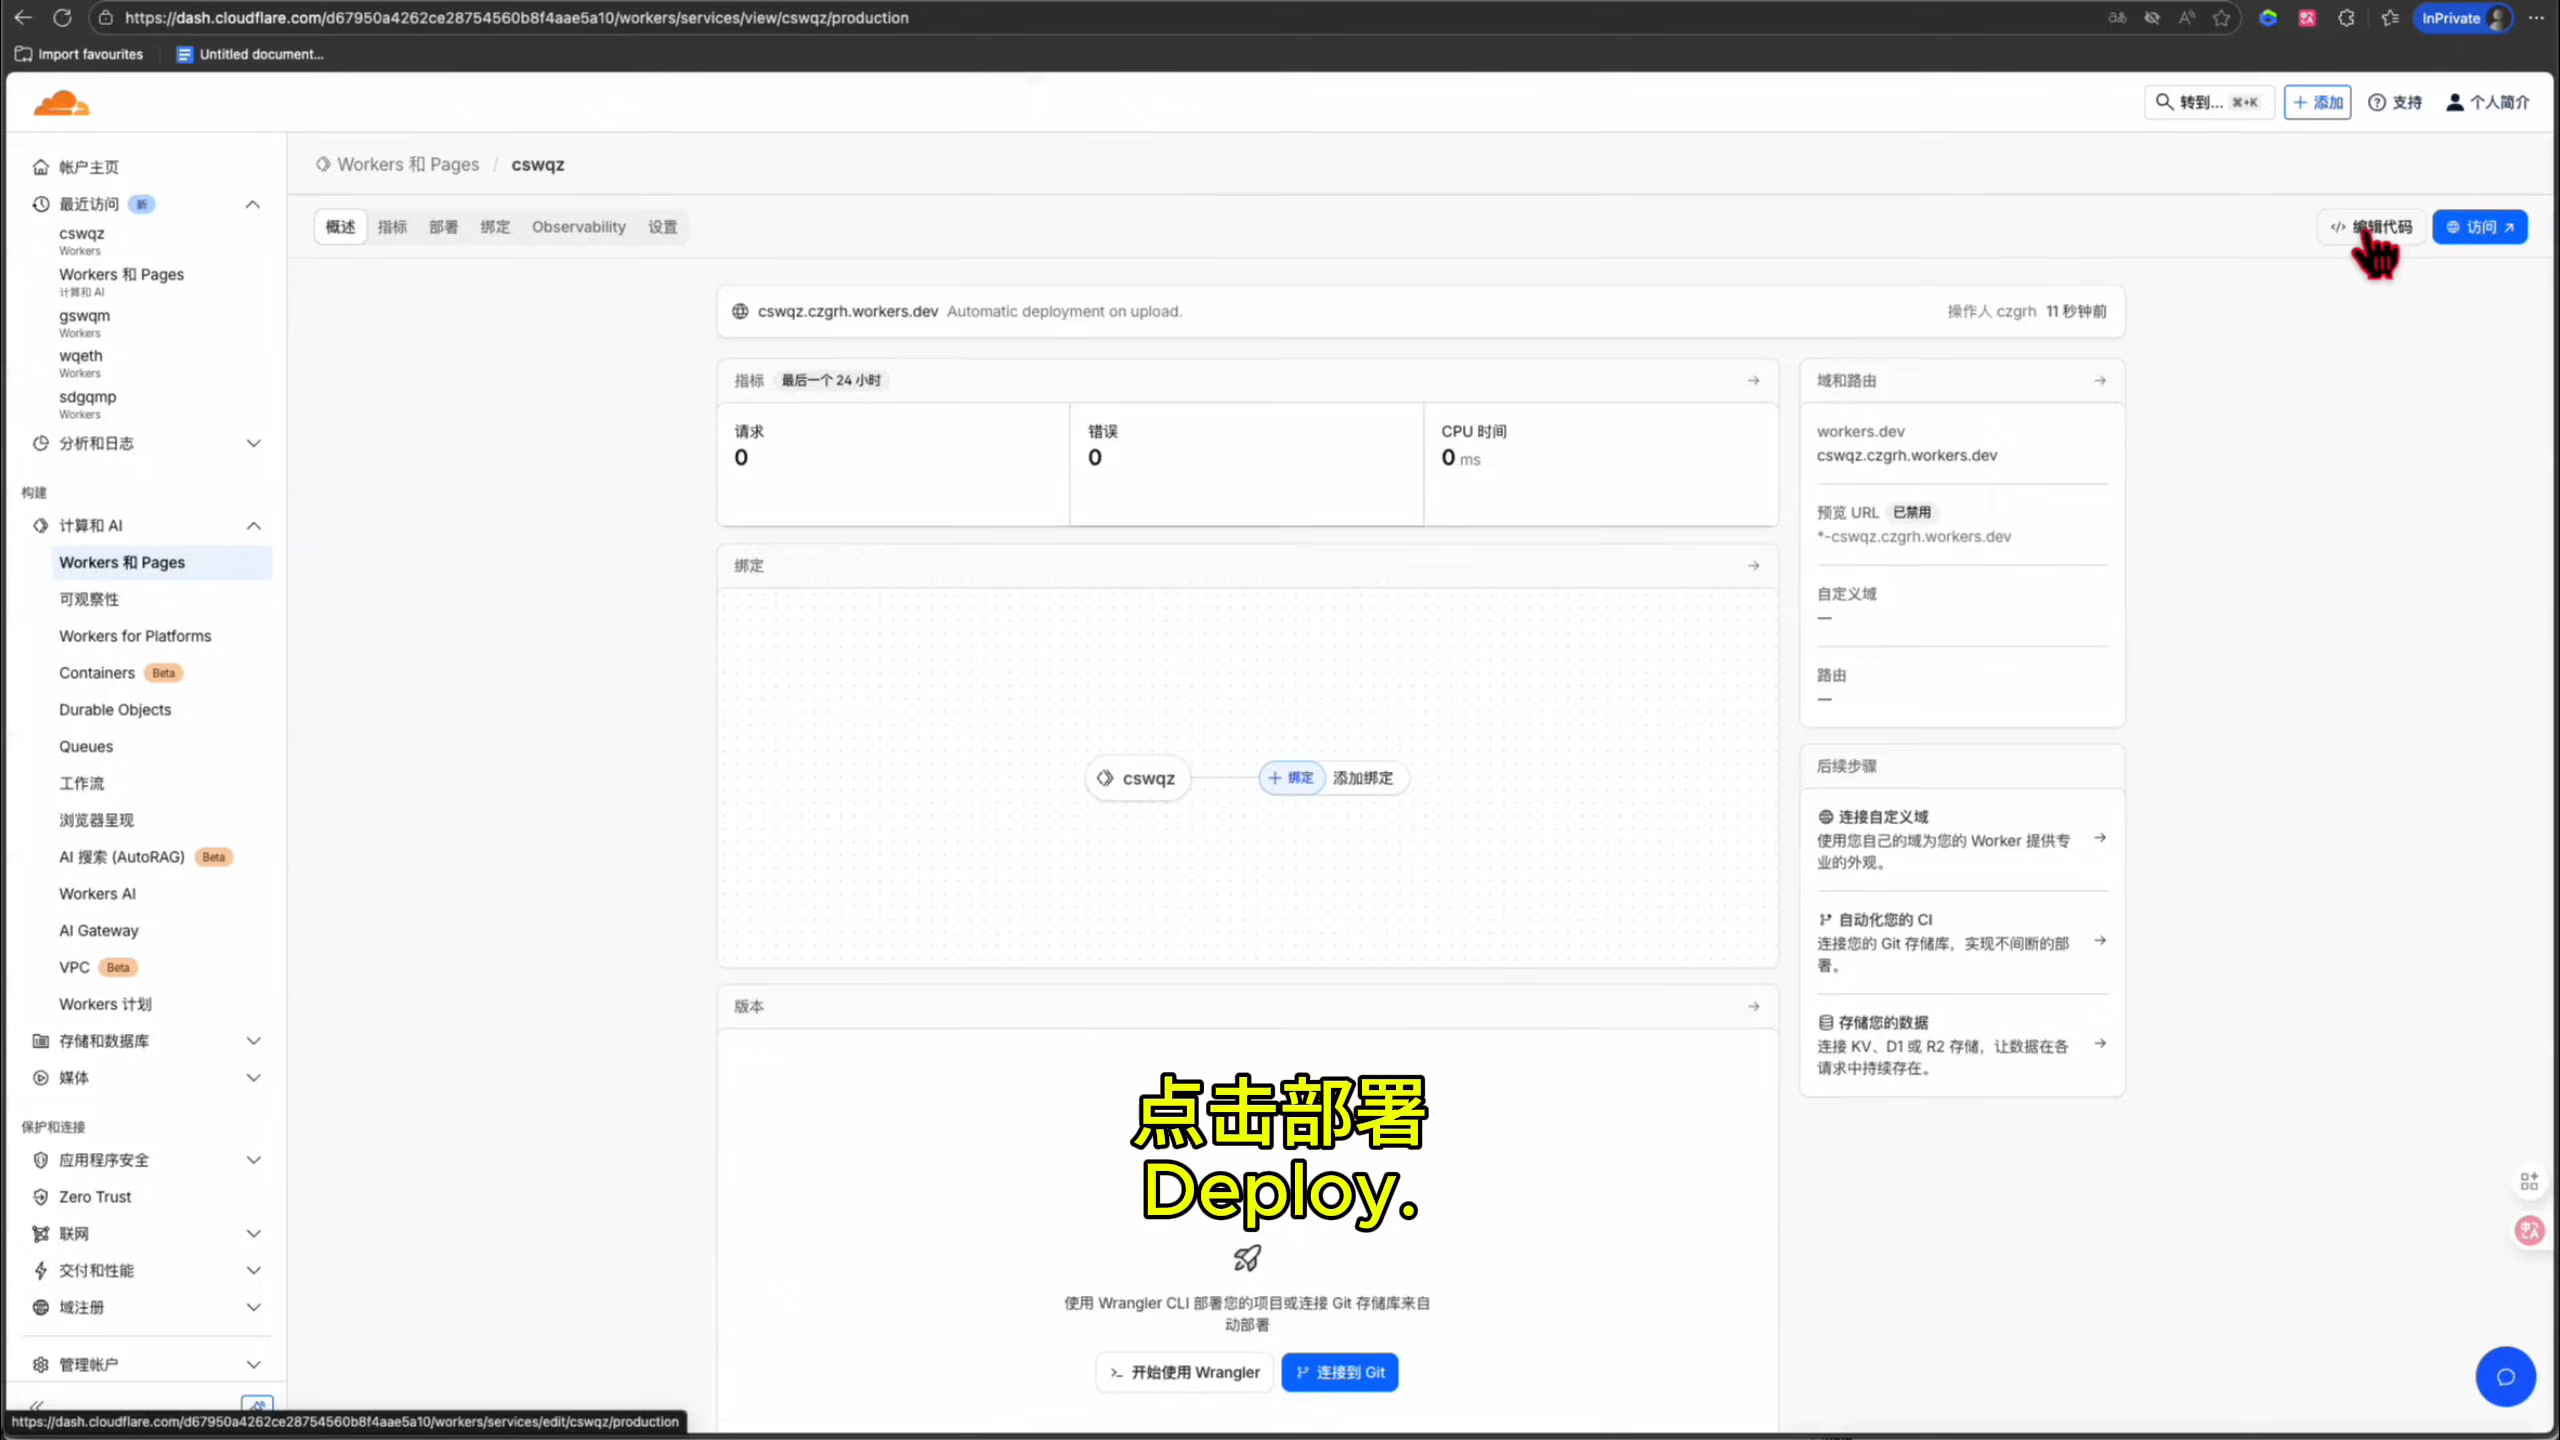 https://dash.cloudflare.com/d67950a4262ce28754560b8f4aae5a10/workers/services/view/cswqz/production
InPrivate
Import favourites
Untitled document...
转到... ⌘+K
添加
支持
个人简介
帐户主页
最近访问 新
cswqz
Workers
Workers 和 Pages
计算和 AI
gswqm
Workers
wqeth
Workers
sdgqmp
Workers
分析和日志
构建
计算和 AI
Workers 和 Pages
可观察性
Workers for Platforms
Containers Beta
Durable Objects
Queues
工作流
浏览器呈现
AI 搜索 (AutoRAG) Beta
Workers AI
AI Gateway
VPC Beta
Workers 计划
存储和数据库
媒体
保护和连接
应用程序安全
Zero Trust
联网
交付和性能
域注册
管理帐户
Workers 和 Pages / cswqz
概述 指标 部署 绑定 Observability 设置
</> 编辑代码
访问
cswqz.czgrh.workers.dev Automatic deployment on upload.
操作人 czgrh 11 秒钟前
指标 最后一个 24 小时
请求
0
错误
0
CPU 时间
0 ms
绑定
cswqz
+ 绑定 添加绑定
版本
点击部署
Deploy.
使用 Wrangler CLI 部署您的项目或连接 Git 存储库来自
动部署
开始使用 Wrangler
连接到 Git
域和路由
workers.dev
cswqz.czgrh.workers.dev
预览 URL 已禁用
*-cswqz.czgrh.workers.dev
自定义域
—
路由
—
后续步骤
连接自定义域
使用您自己的域为您的 Worker 提供专
业的外观。
自动化您的 CI
连接您的 Git 存储库，实现不间断的部
署。
存储您的数据
连接 KV、D1 或 R2 存储，让数据在各
请求中持续存在。
https://dash.cloudflare.com/d67950a4262ce28754560b8f4aae5a10/workers/services/edit/cswqz/production